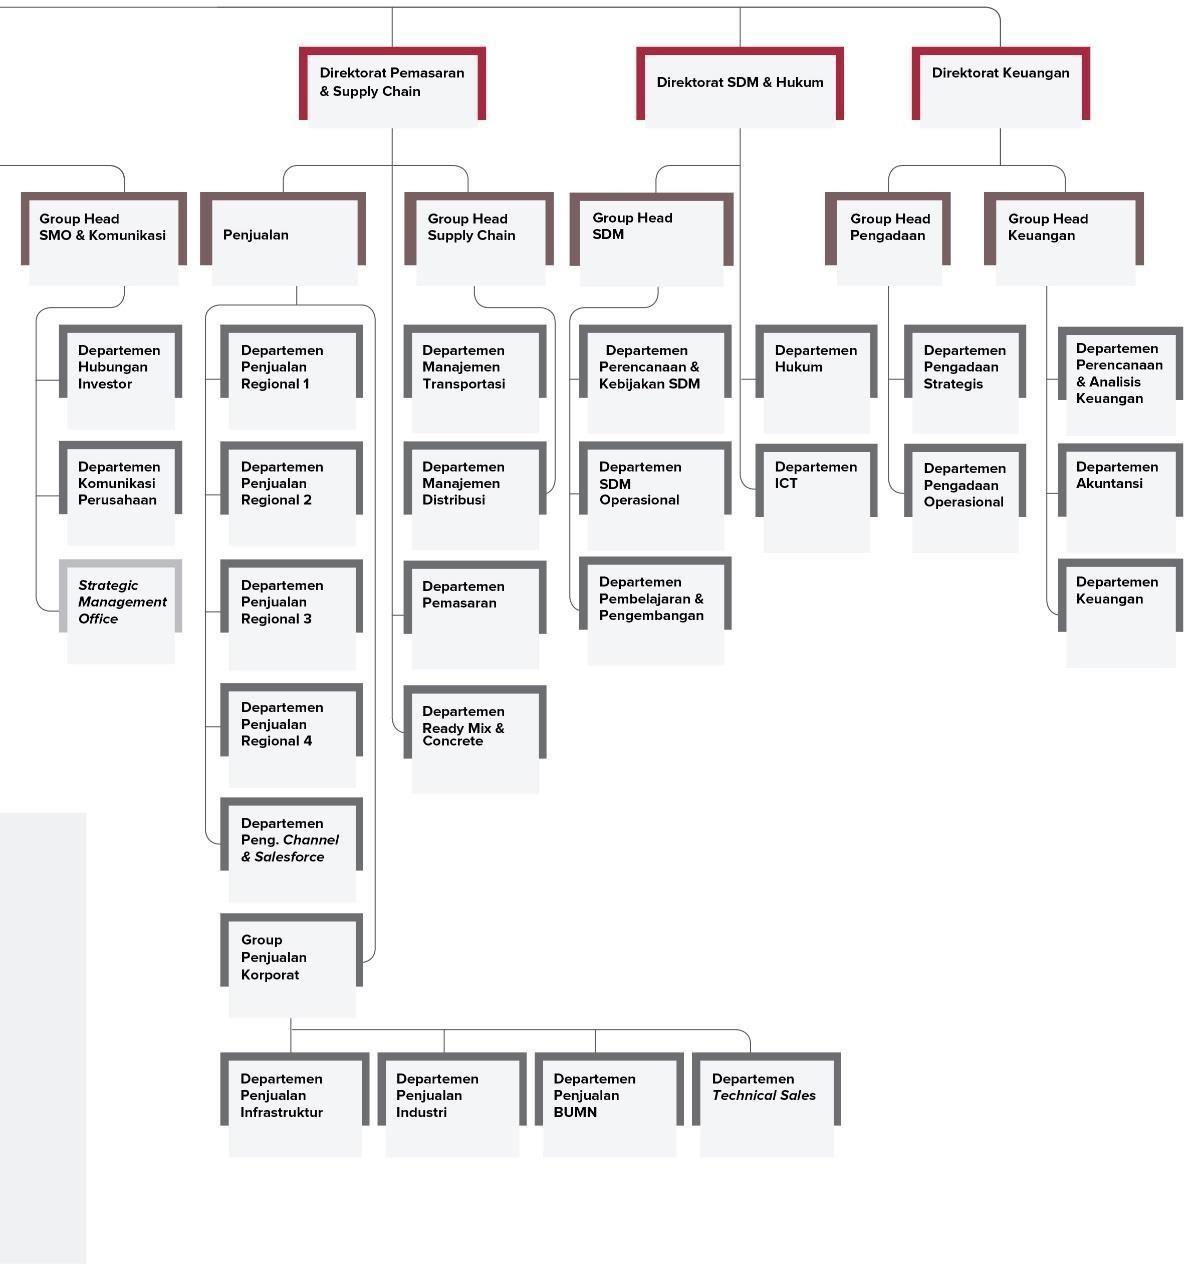 Direktorat Pemasaran
& Supply Chain
Direktorat SDM & Hukum
Direktorat Keuangan
Group Head
SMO & Komunikasi
Penjualan
Group Head
Supply Chain
Group Head
SDM
Group Head
Pengadaan
Group Head
Keuangan
Departemen
Hubungan
Investor
Departemen
Komunikasi
Perusahaan
Strategic
Management
Office
Departemen
Penjualan
Regional 1
Departemen
Penjualan
Regional 2
Departemen
Penjualan
Regional 3
Departemen
Penjualan
Regional 4
Departemen
Peng. Channel
& Salesforce
Group
Penjualan
Korporat
Departemen
Manajemen
Transportasi
Departemen
Manajemen
Distribusi
Departemen
Pemasaran
Departemen
Ready Mix &
Concrete
Departemen
Perencanaan &
Kebijakan SDM
Departemen
SDM
Operasional
Departemen
Pembelajaran &
Pengembangan
Departemen
Hukum
Departemen
ICT
Departemen
Pengadaan
Strategis
Departemen
Pengadaan
Operasional
Departemen
Perencanaan
& Analisis
Keuangan
Departemen
Akuntansi
Departemen
Keuangan
Departemen
Penjualan
Infrastruktur
Departemen
Penjualan
Industri
Departemen
Penjualan
BUMN
Departemen
Technical Sales